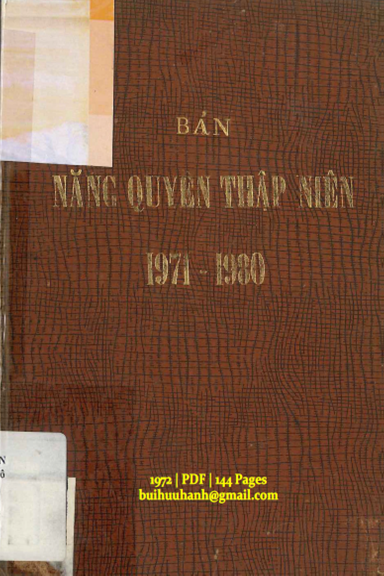 BẢN
NĂNG QUYỀN THẬP NIÊN
1971 - 1980
N
ô
1972 | PDF | 144 Pages
buihuuhanh@gmail.com